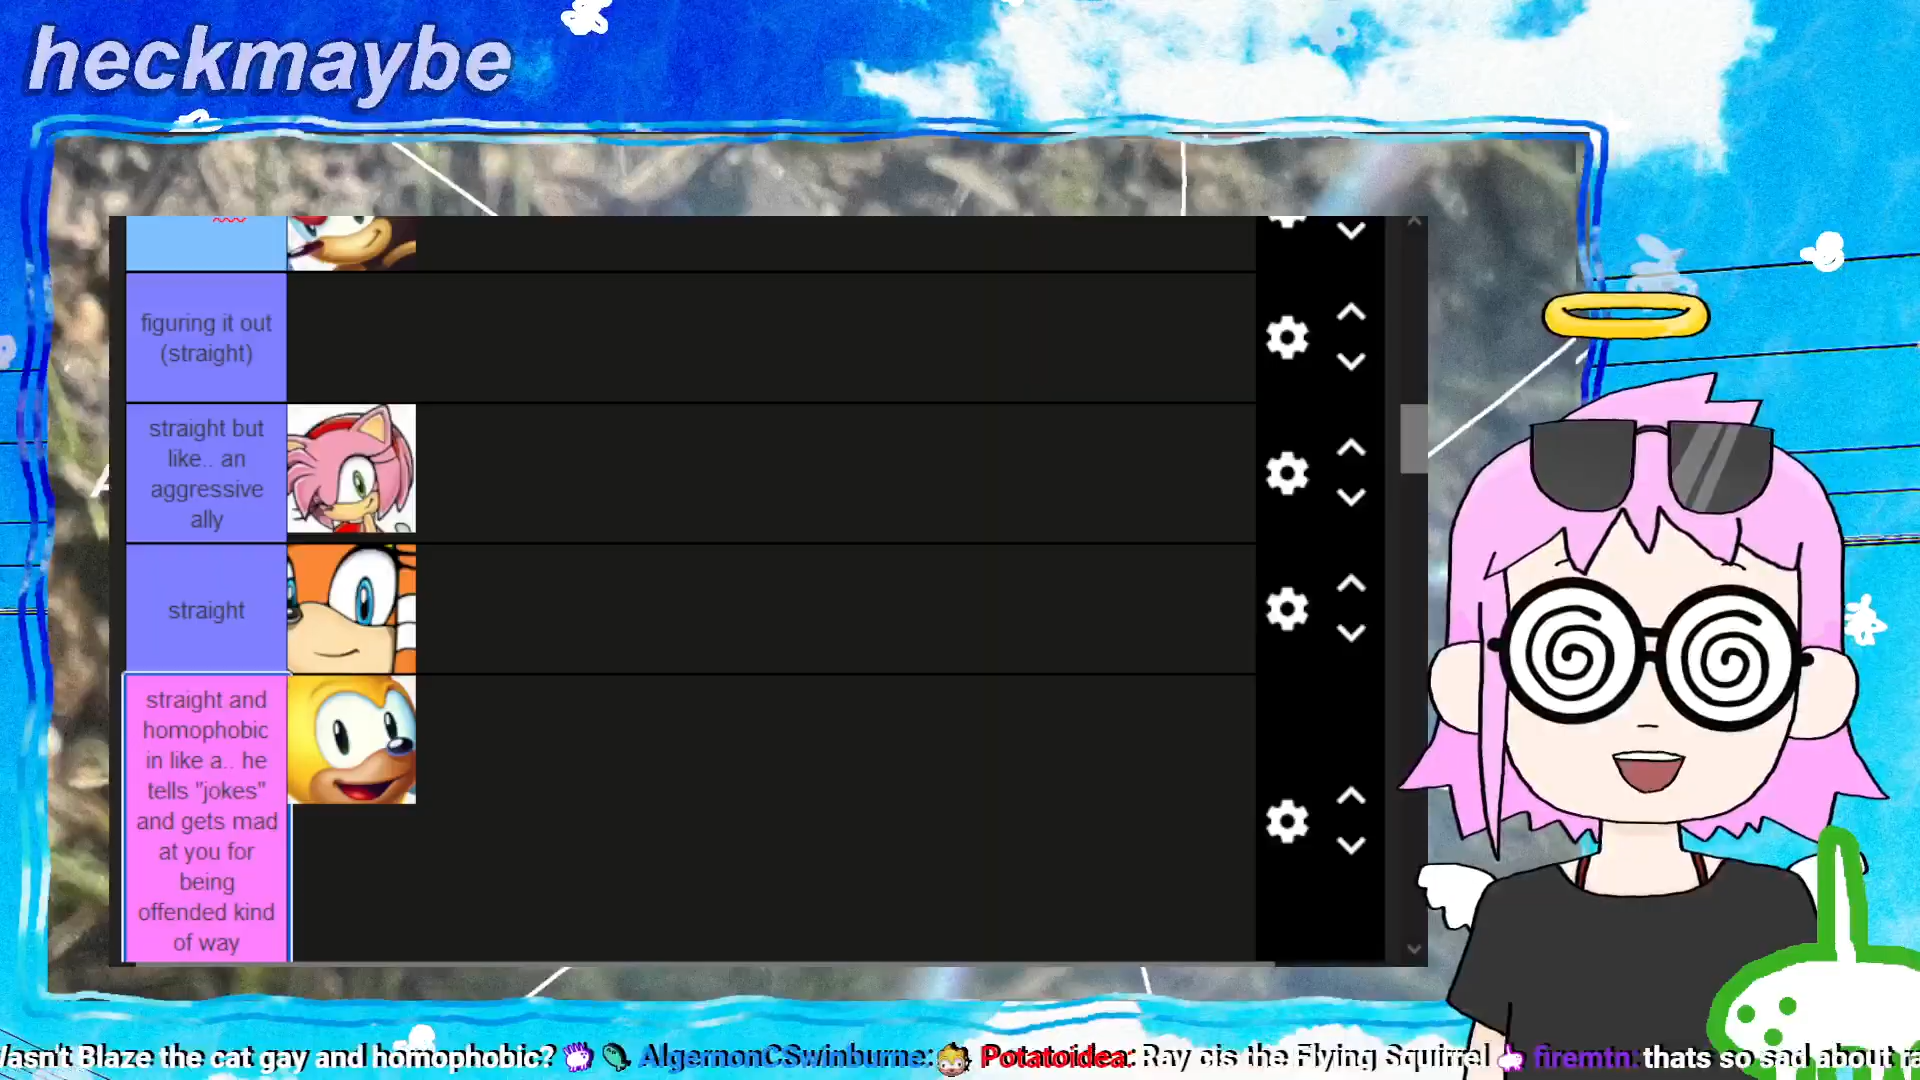 heckmaybe
figuring it out
(straight)
straight but
like.. an
aggressive
ally
straight
straight and
homophobic
in like a.. he
tells "jokes"
and gets mad
at you for
being
offended kind
of way
Wasn't Blaze the cat gay and homophobic? AlgernonCSwinburne: Potatoidea: Ray cis the Flying Squirrel firemtn: thats so sad about